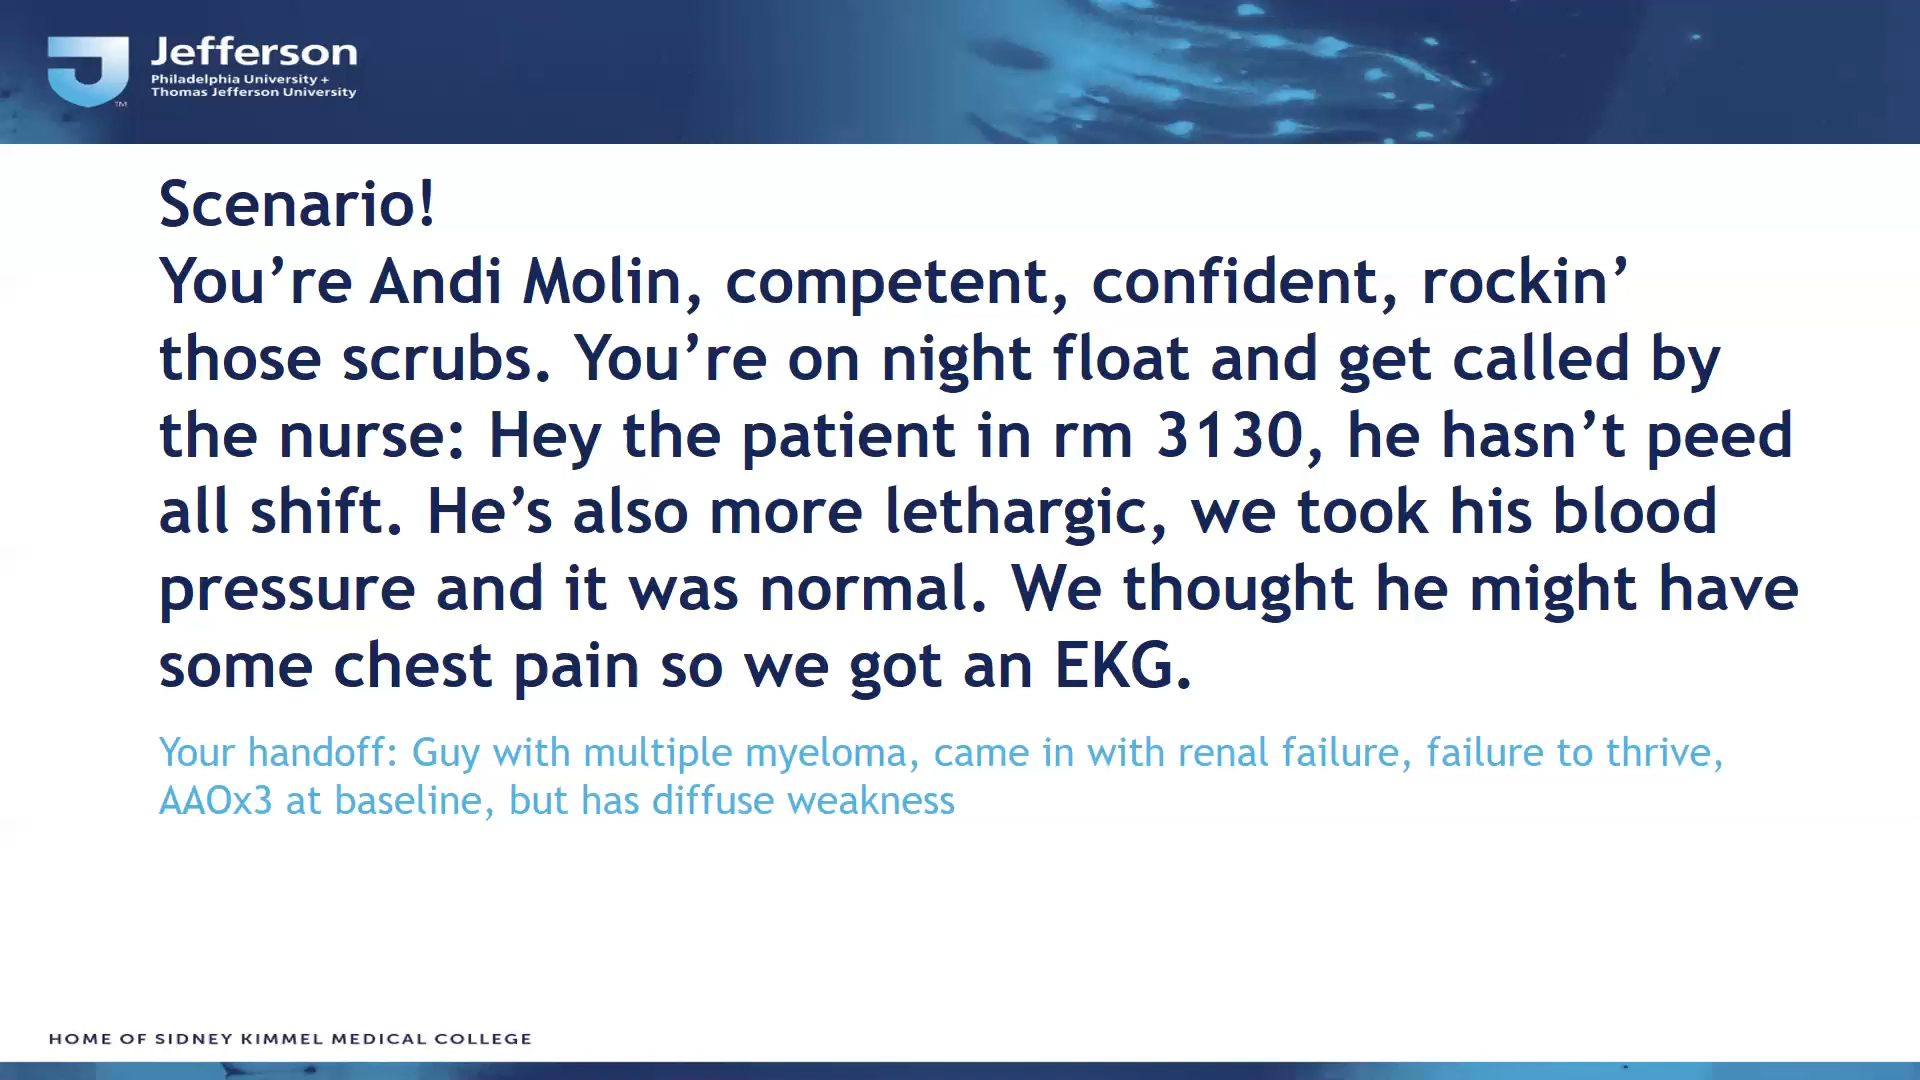 Jefferson
Philadelphia University +
Thomas Jefferson University
TM
Scenario!
You’re Andi Molin, competent, confident, rockin’
those scrubs. You’re on night float and get called by
the nurse: Hey the patient in rm 3130, he hasn’t peed
all shift. He’s also more lethargic, we took his blood
pressure and it was normal. We thought he might have
some chest pain so we got an EKG.
Your handoff: Guy with multiple myeloma, came in with renal failure, failure to thrive,
AAOx3 at baseline, but has diffuse weakness
HOME OF SIDNEY KIMMEL MEDICAL COLLEGE